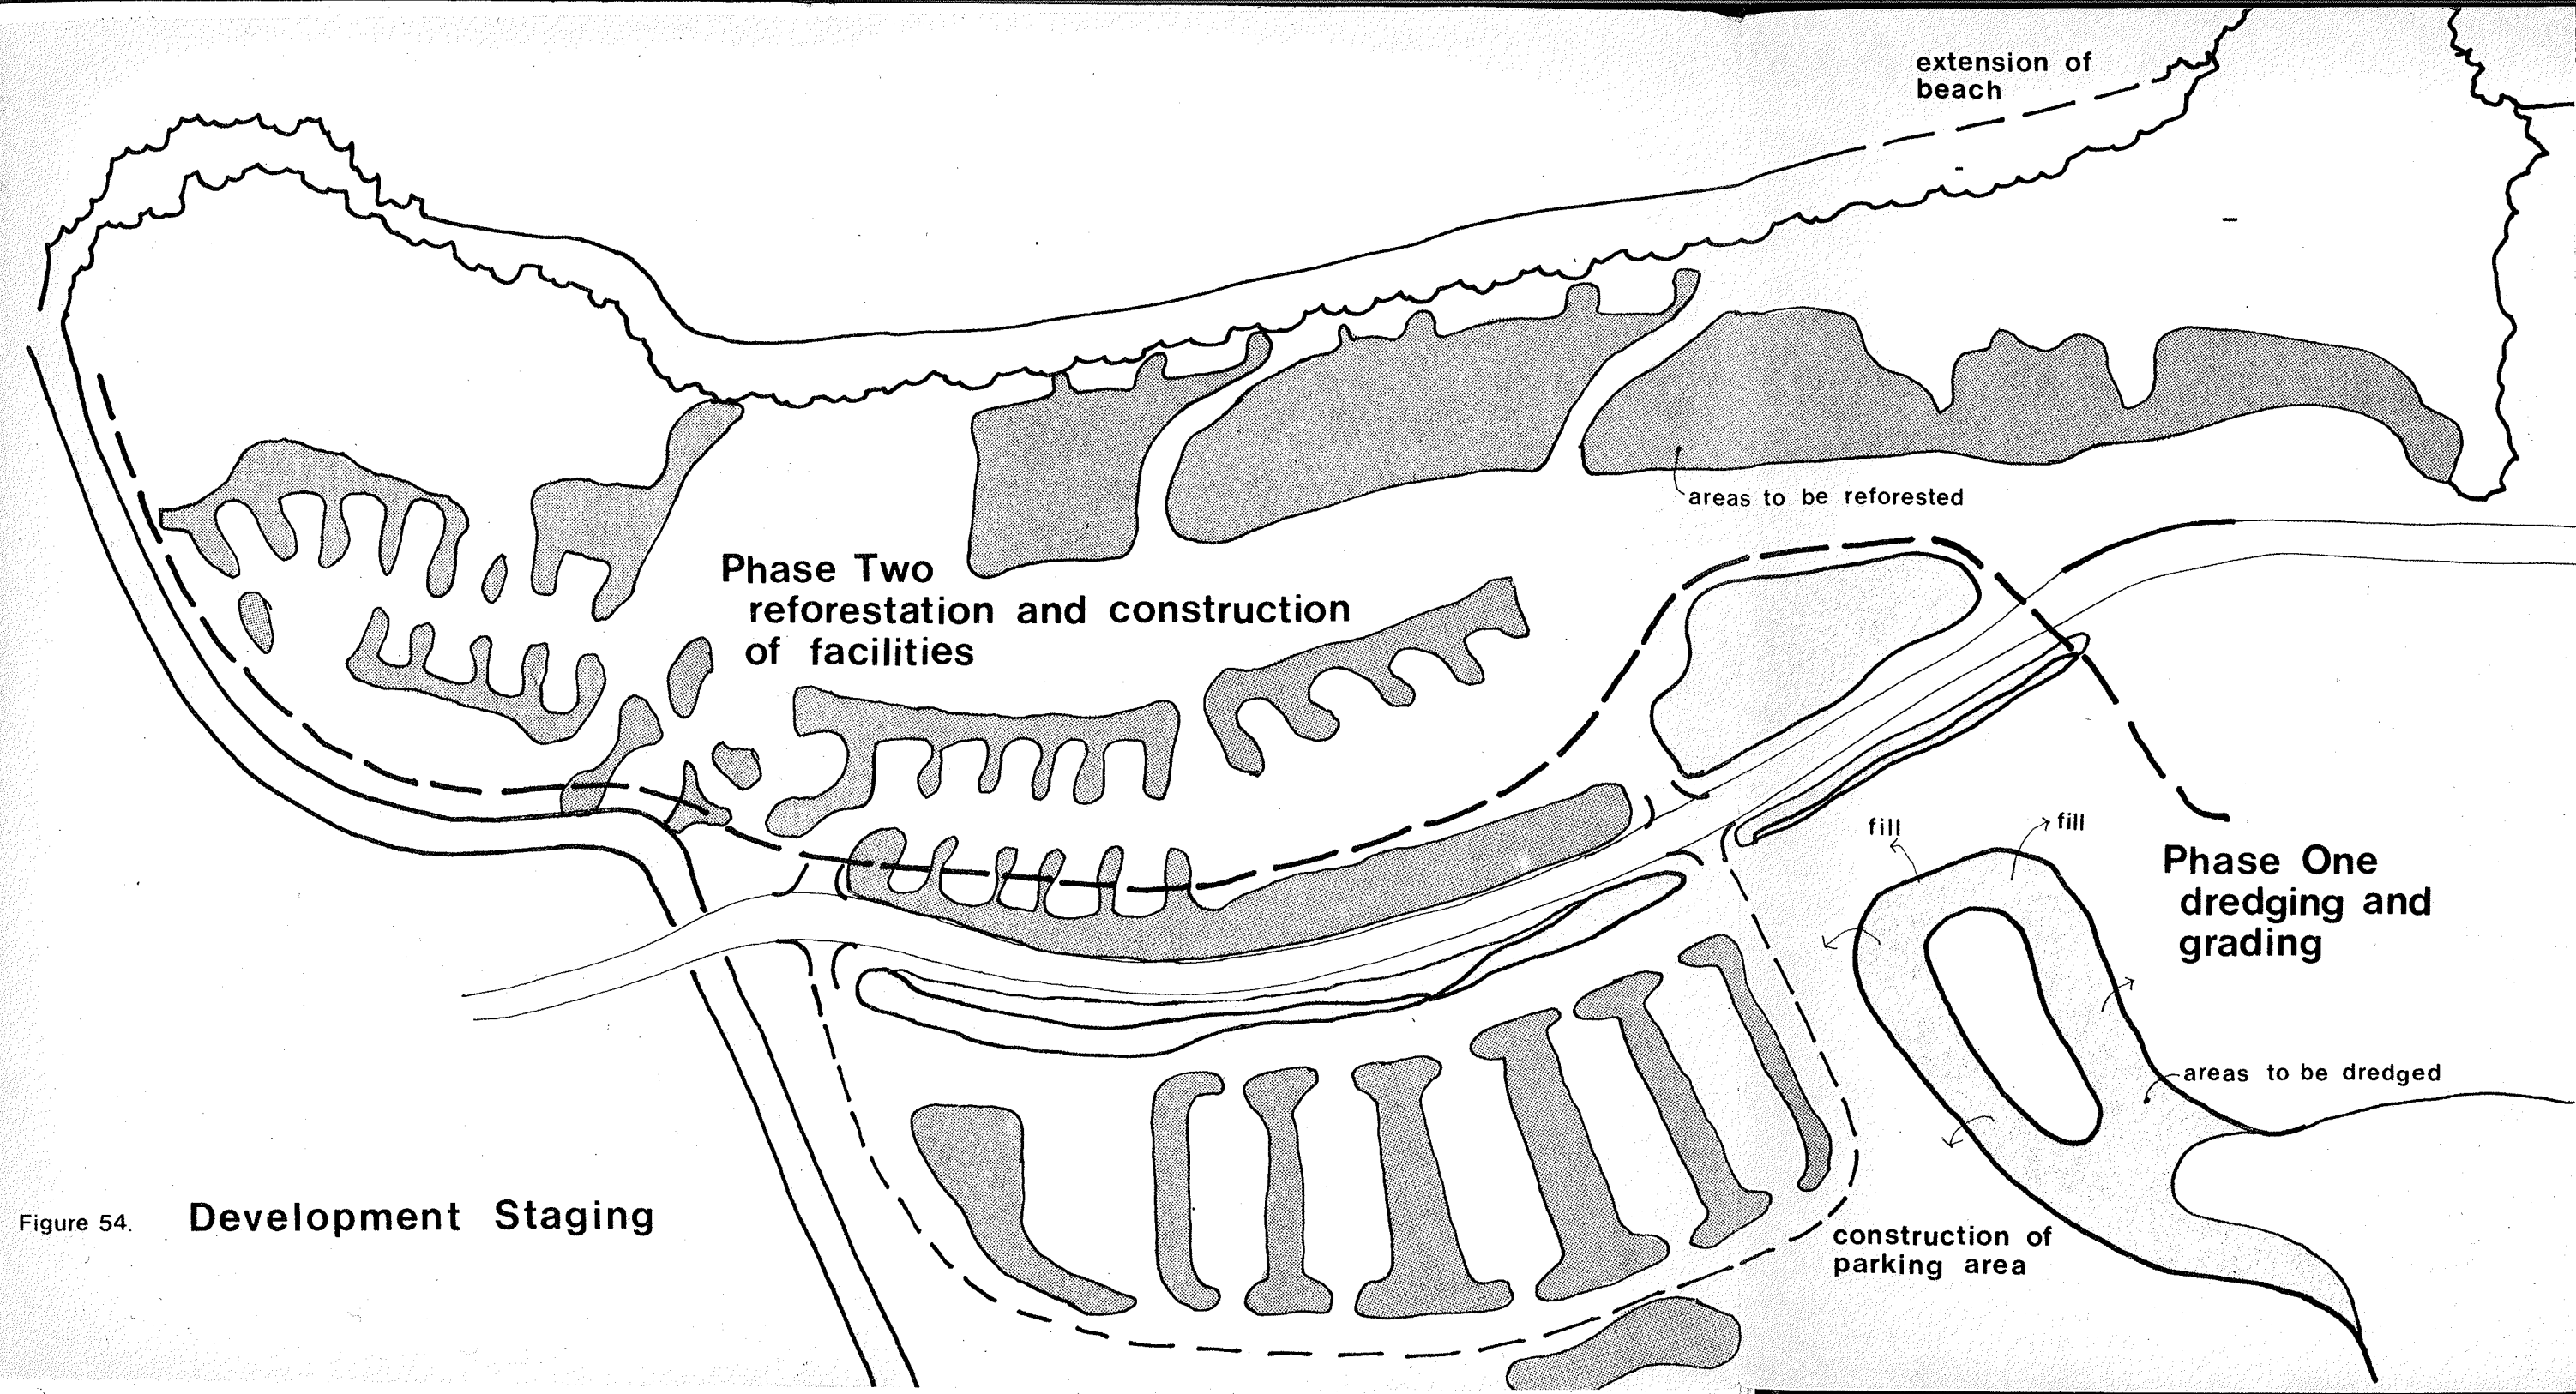 extension of
beach
areas to be reforested
Phase Two
reforestation and construction
of facilities
fill
fill
Phase One
dredging and
grading
areas to be dredged
construction of
parking area
Figure 54. Development Staging